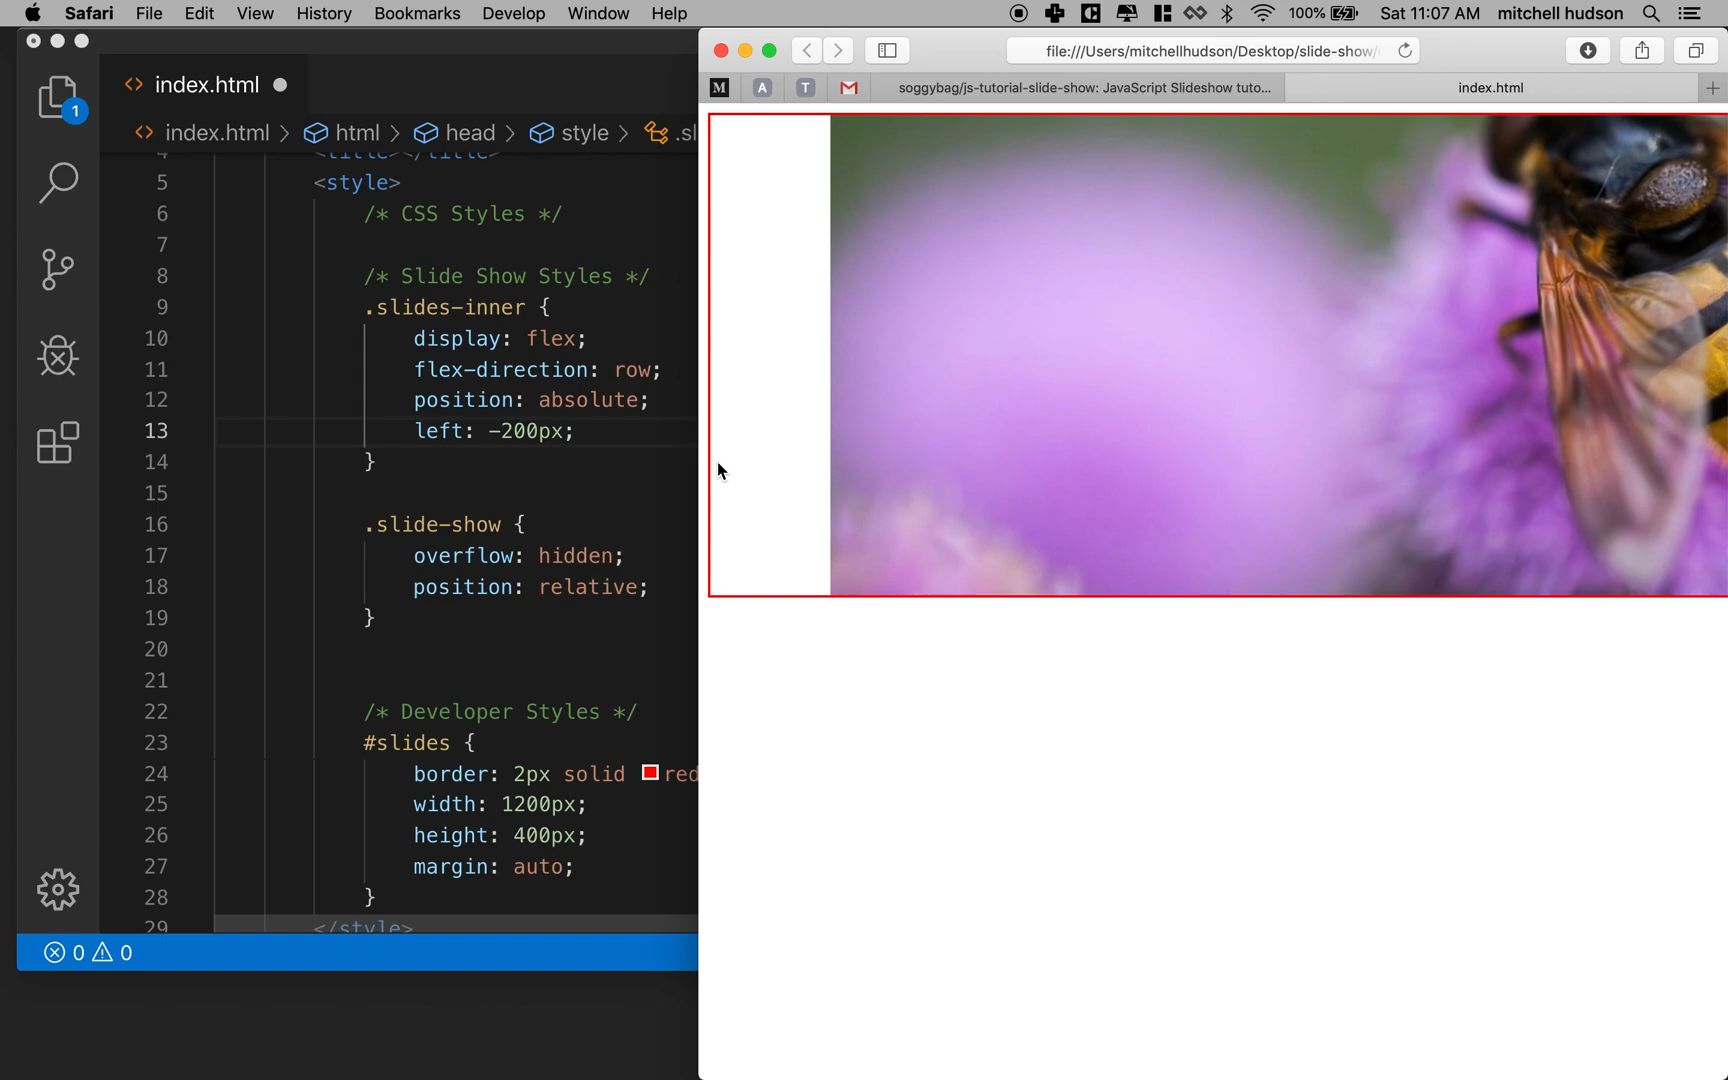 Safari File Edit View History Bookmarks Develop Window Help 100% Sat 11:07 AM mitchell hudson
index.html
index.html > html > head > style > .sl
4 <title></title>
5 <style>
6 /* CSS Styles */
7
8 /* Slide Show Styles */
9 .slides-inner {
10 display: flex;
11 flex-direction: row;
12 position: absolute;
13 left: -200px;
14 }
15
16 .slide-show {
17 overflow: hidden;
18 position: relative;
19 }
20
21
22 /* Developer Styles */
23 #slides {
24 border: 2px solid red
25 width: 1200px;
26 height: 400px;
27 margin: auto;
28 }
29 </style>
1
0 0
file:///Users/mitchellhudson/Desktop/slide-show/
M A T M soggybag/js-tutorial-slide-show: JavaScript Slideshow tuto... index.html